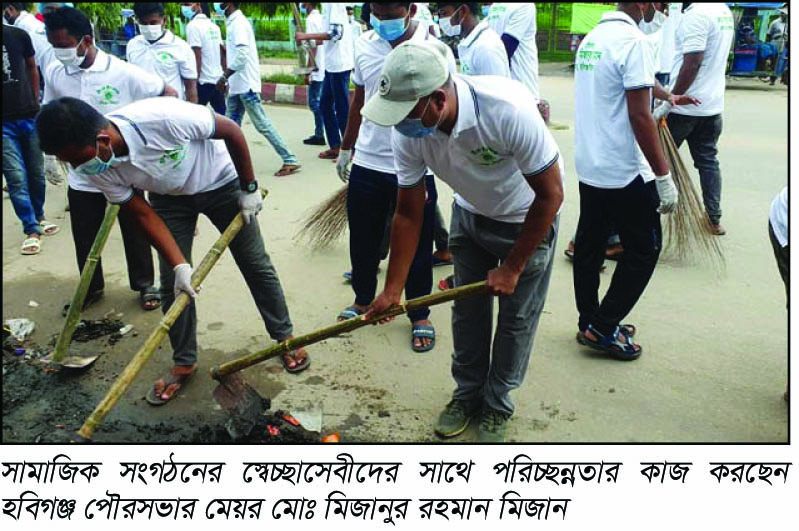 সামাজিক সংগঠনের স্বেচ্ছাসেবীদের সাথে পরিচ্ছন্নতার কাজ করছেন
হবিগঞ্জ পৌরসভার মেয়র মোঃ মিজানুর রহমান মিজান